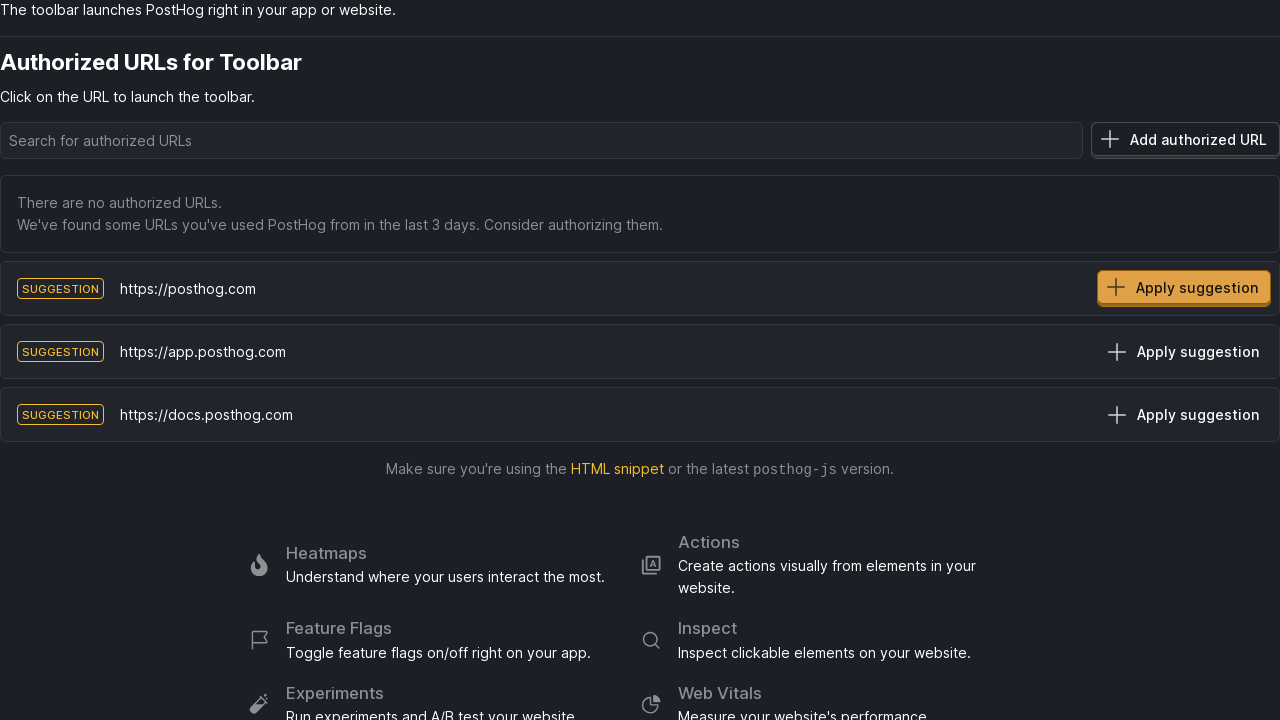 The toolbar launches PostHog right in your app or website.
Authorized URLs for Toolbar
Click on the URL to launch the toolbar.
Search for authorized URLs
Add authorized URL
There are no authorized URLs.
We've found some URLs you've used PostHog from in the last 3 days. Consider authorizing them.
SUGGESTION https://posthog.com Apply suggestion
SUGGESTION https://app.posthog.com Apply suggestion
SUGGESTION https://docs.posthog.com Apply suggestion
Make sure you're using the HTML snippet or the latest posthog-js version.
Heatmaps
Understand where your users interact the most.
Actions
Create actions visually from elements in your
website.
Feature Flags
Toggle feature flags on/off right on your app.
Inspect
Inspect clickable elements on your website.
Experiments
Run experiments and A/B test your website.
Web Vitals
Measure your website's performance.